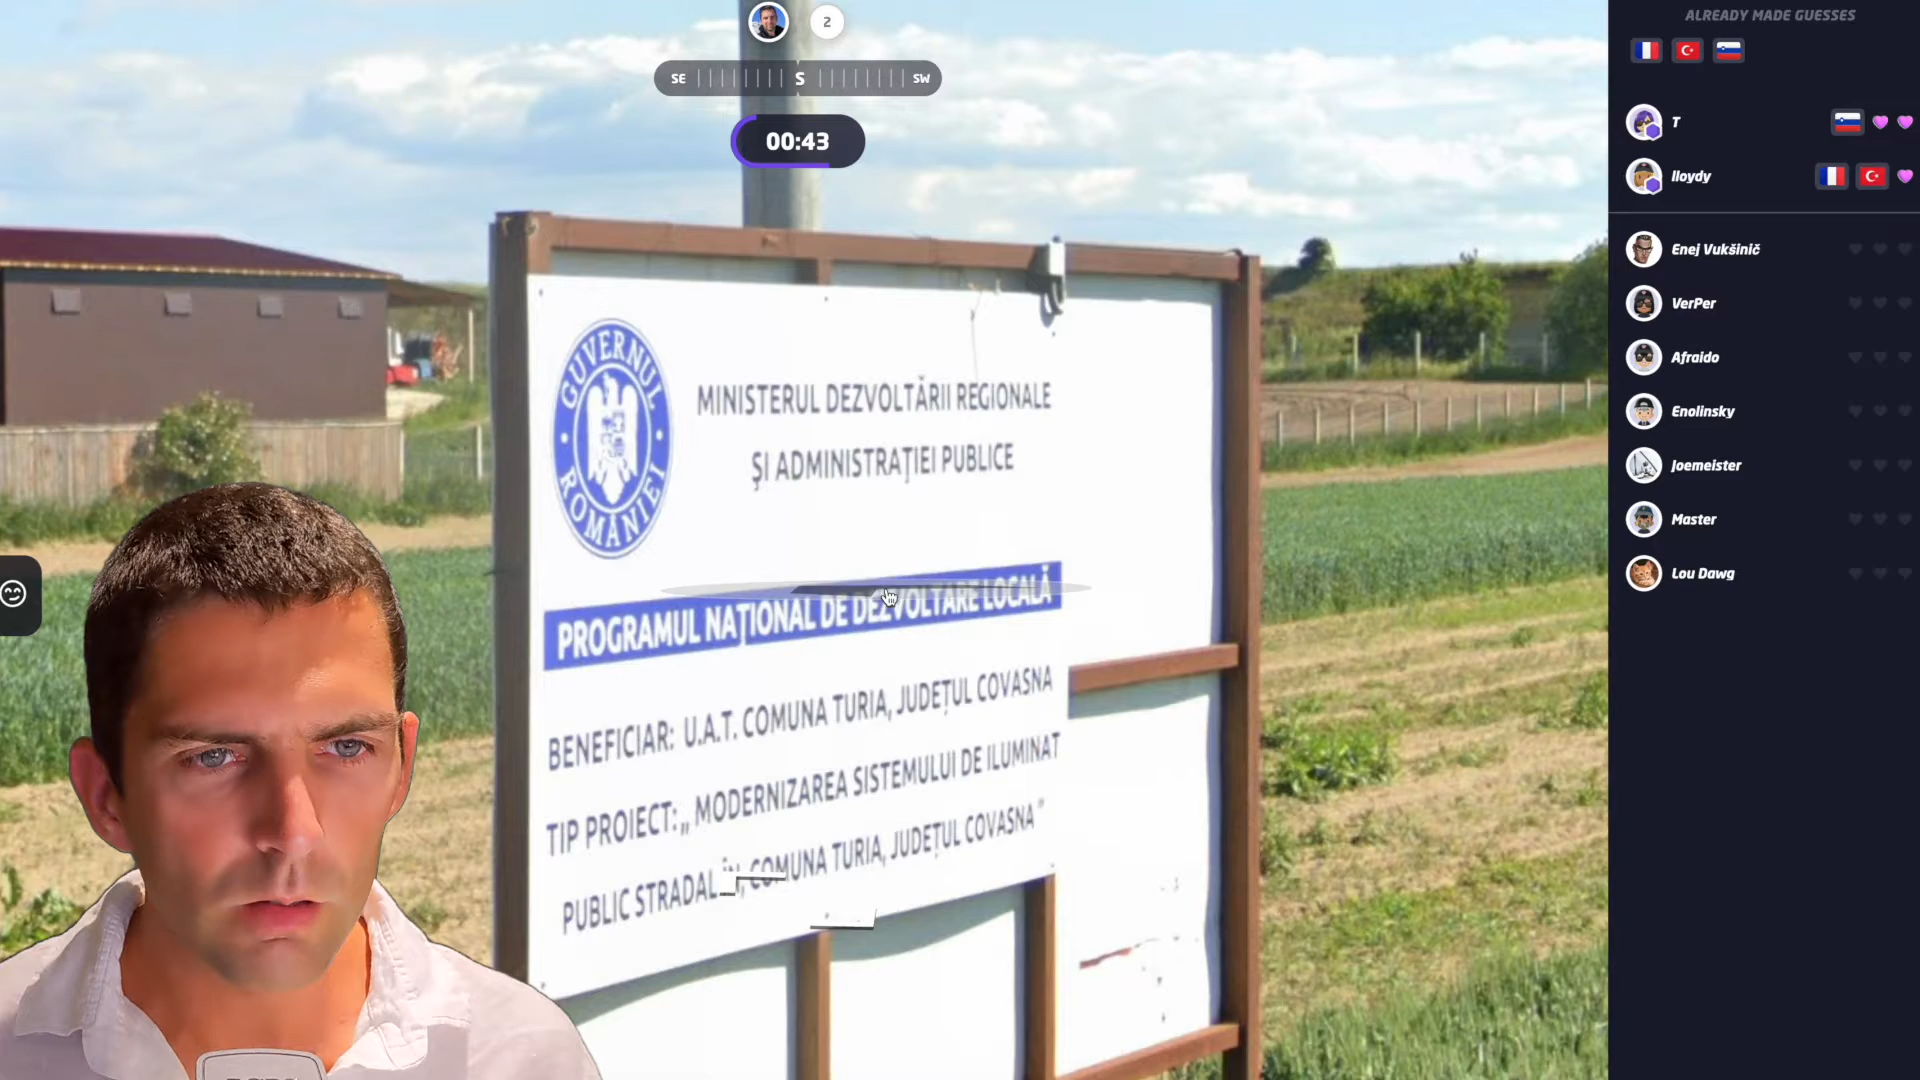 ALREADY MADE GUESSES
2
SE S SW
00:43
T
lloydy
Enej Vukšinič
VerPer
Afraido
Enolinsky
Joemeister
Master
Lou Dawg
GUVERNUL ROMÂNIEI
MINISTERUL DEZVOLTĂRII REGIONALE
ŞI ADMINISTRAŢIEI PUBLICE
PROGRAMUL NAŢIONAL DE DEZVOLTARE LOCALĂ
BENEFICIAR: U.A.T. COMUNA TURIA, JUDEŢUL COVASNA
TIP PROIECT: „ MODERNIZAREA SISTEMULUI DE ILUMINAT
PUBLIC STRADAL ÎN, COMUNA TURIA, JUDEŢUL COVASNA "